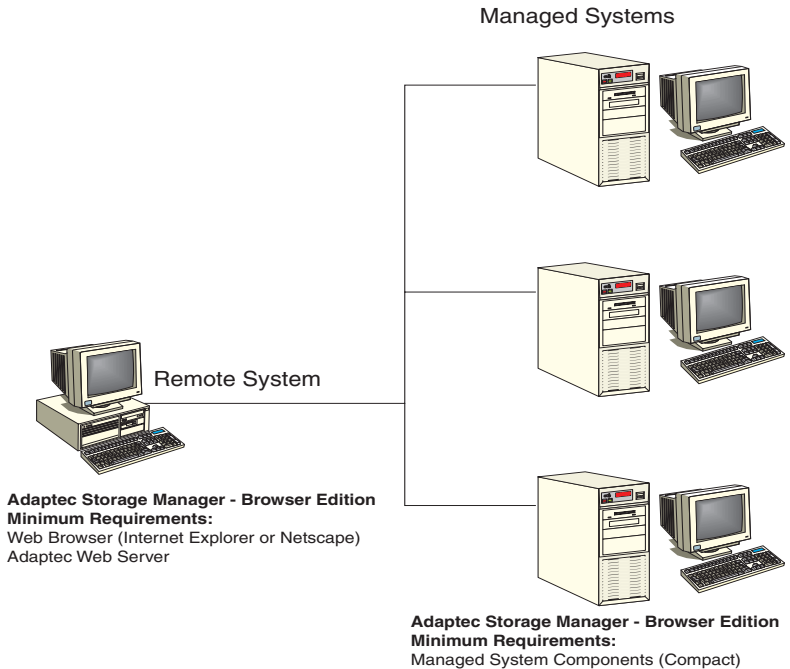 Managed Systems
Remote System
Adaptec Storage Manager - Browser Edition
Minimum Requirements:
Web Browser (Internet Explorer or Netscape)
Adaptec Web Server
Adaptec Storage Manager - Browser Edition
Minimum Requirements:
Managed System Components (Compact)